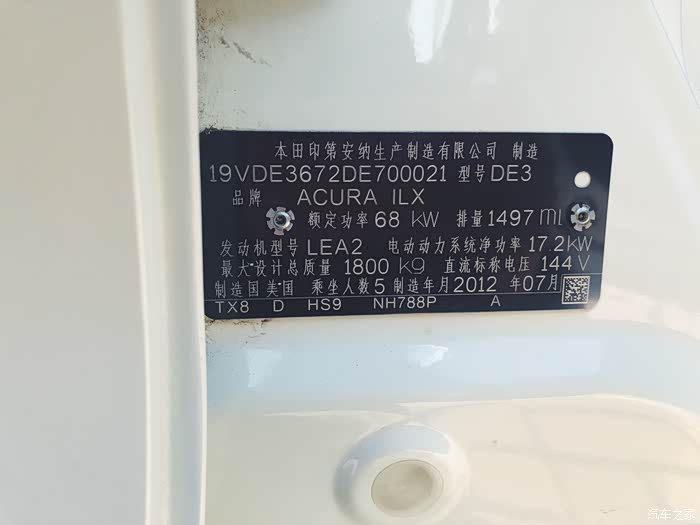 本田印第安纳生产制造有限公司 制造
19VDE3672DE700021 型号 DE3
品牌 ACURA ILX
额定功率 68 kW 排量 1497 ml
发动机型号 LEA2 电动动力系统净功率 17.2kW
最大设计总质量 1800 kg 直流标称电压 144 V
制造国 美国 乘坐人数 5 制造年月 2012 年07月
TX8 D HS9 NH788P A
汽车之家